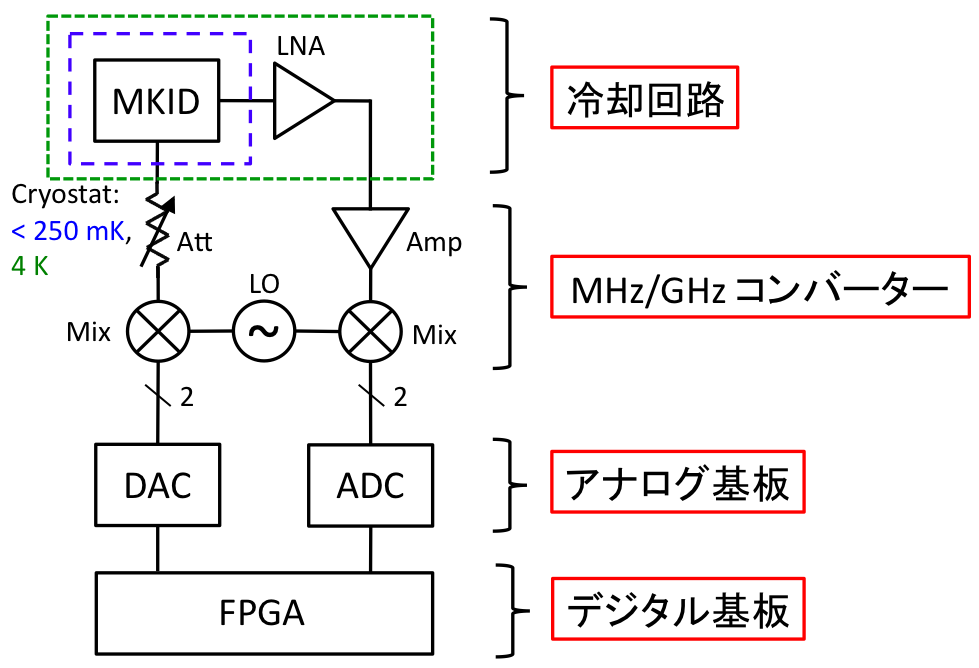 LNA
MKID
冷却回路
Cryostat:
< 250 mK,
4 K
Att
Amp
LO
MHz/GHz コンバーター
Mix
~
Mix
2
2
DAC
ADC
アナログ基板
FPGA
デジタル基板